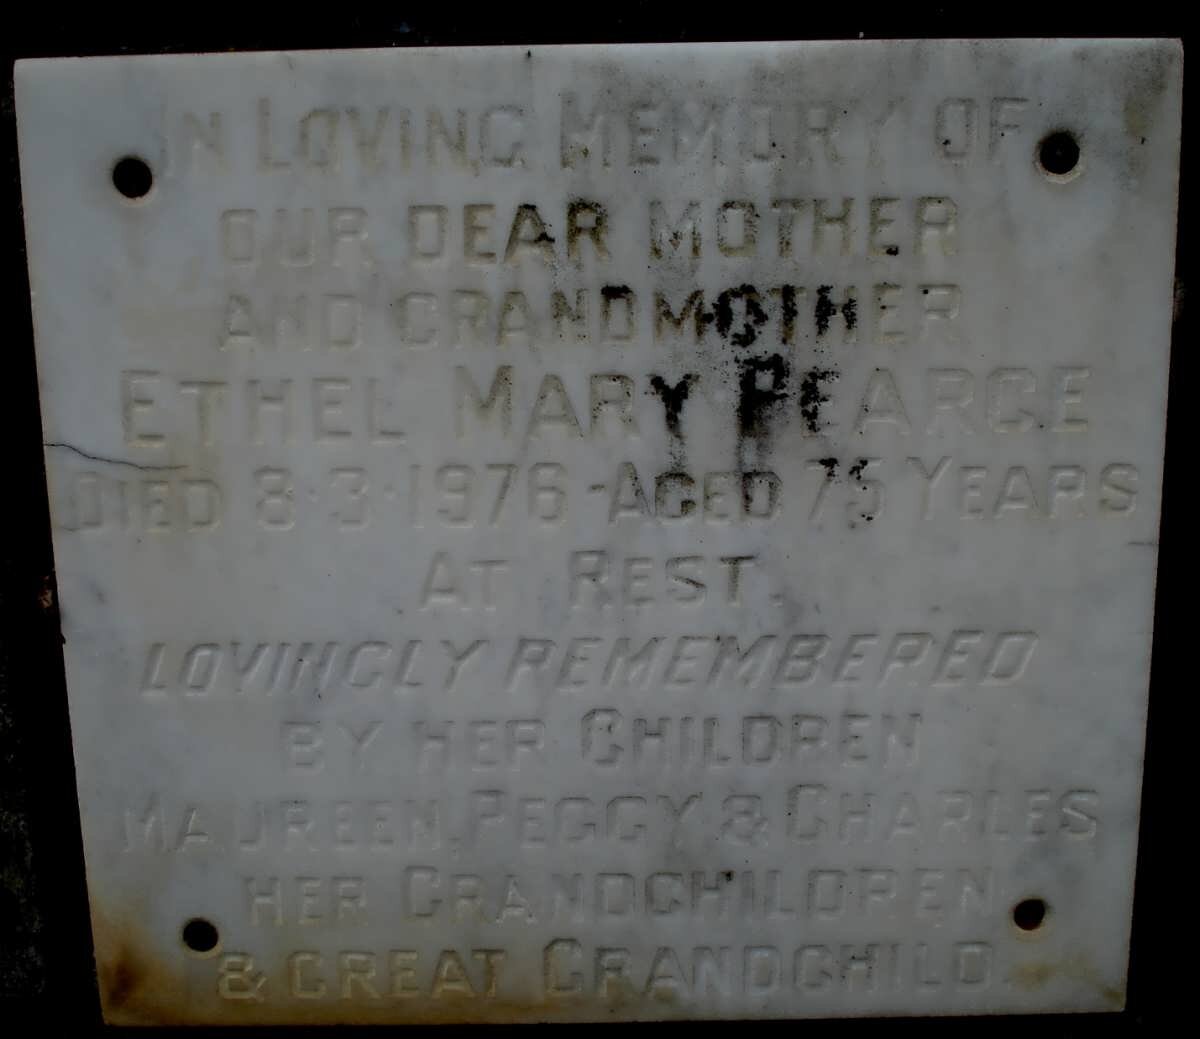 IN LOVING MEMORY OF
OUR DEAR MOTHER
AND GRANDMOTHER
ETHEL MARY PEARCE
DIED 8·3·1976 - AGED 75 YEARS
AT REST.
LOVINGLY REMEMBERED
BY HER CHILDREN
MAUREEN, PEGGY & CHARLES
HER GRANDCHILDREN
& GREAT GRANDCHILD.